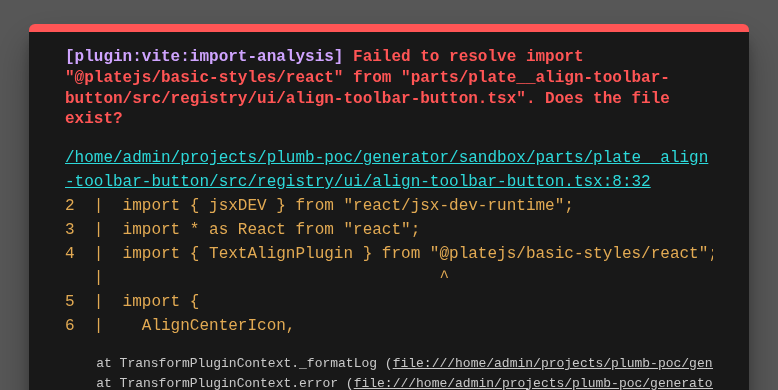 [plugin:vite:import-analysis] Failed to resolve import
"@platejs/basic-styles/react" from "parts/plate__align-toolbar-
button/src/registry/ui/align-toolbar-button.tsx". Does the file
exist?
/home/admin/projects/plumb-poc/generator/sandbox/parts/plate__align
-toolbar-button/src/registry/ui/align-toolbar-button.tsx:8:32
2  |  import { jsxDEV } from "react/jsx-dev-runtime";
3  |  import * as React from "react";
4  |  import { TextAlignPlugin } from "@platejs/basic-styles/react";
   |                                   ^
5  |  import {
6  |    AlignCenterIcon,
at TransformPluginContext._formatLog (file:///home/admin/projects/plumb-poc/gen
at TransformPluginContext.error (file:///home/admin/projects/plumb-poc/generato